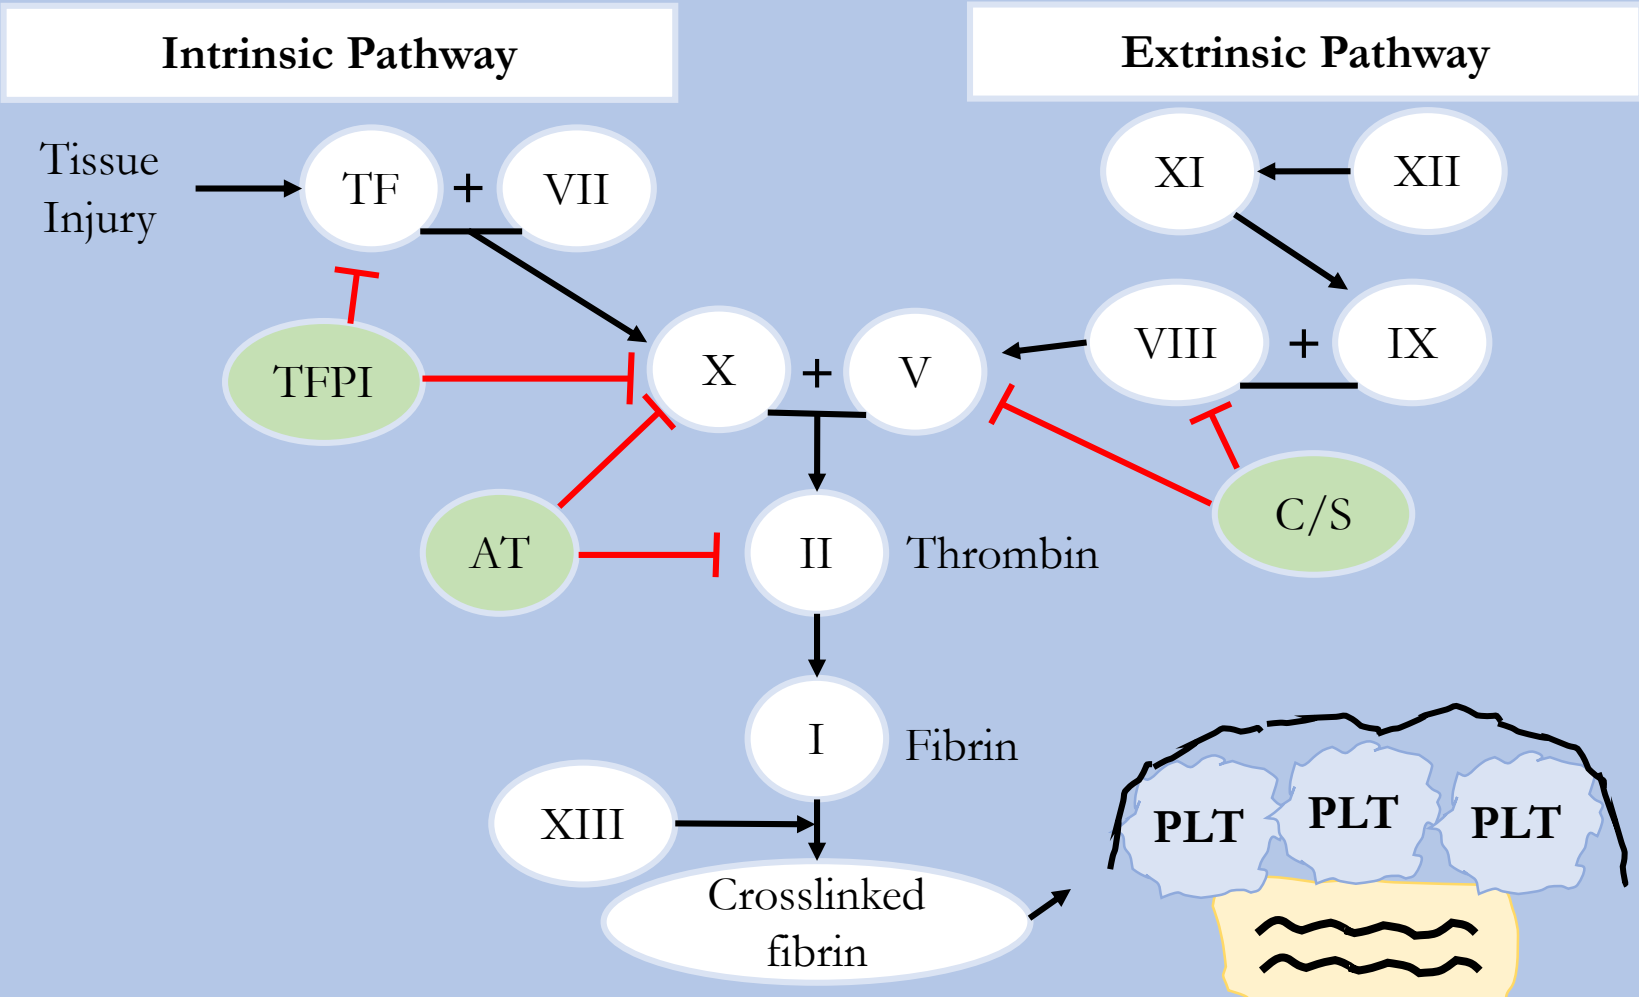 Intrinsic Pathway
Extrinsic Pathway
Tissue
Injury
TF
+
VII
XI
XII
TFPI
X
+
V
VIII
+
IX
AT
II
Thrombin
C/S
I
Fibrin
XIII
Crosslinked
fibrin
PLT
PLT
PLT